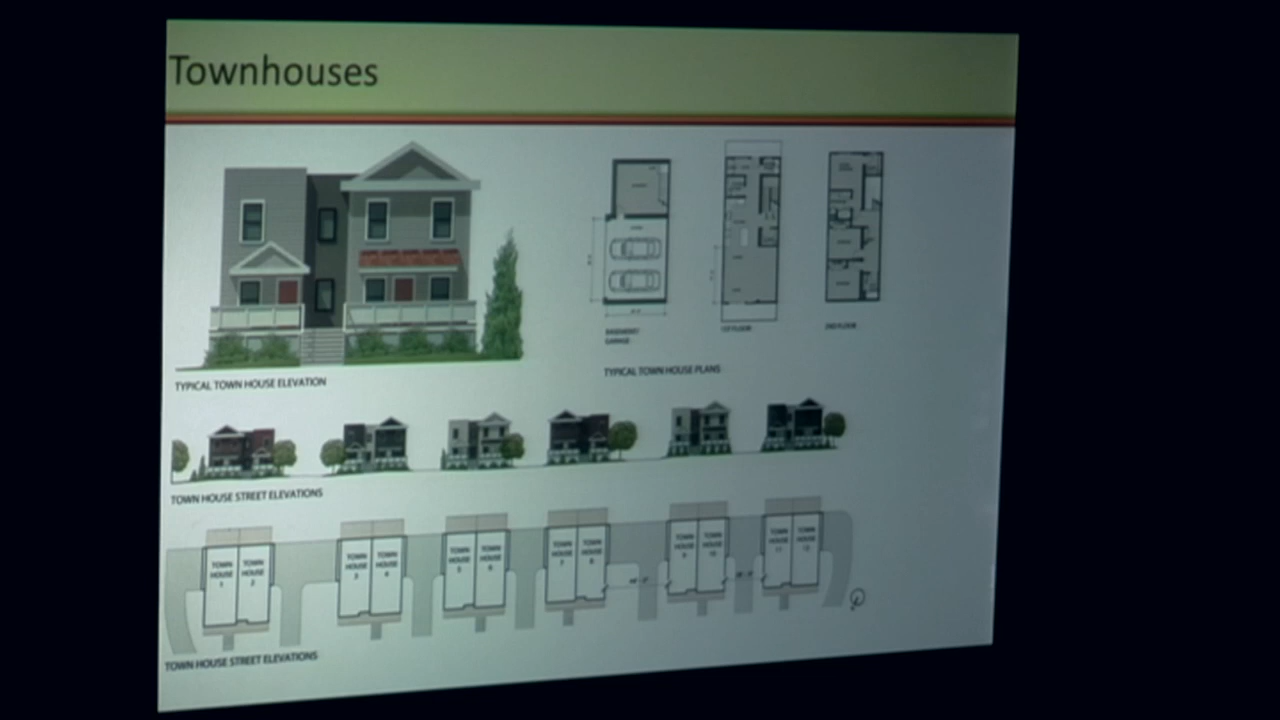 Townhouses
BASEMENT/
GARAGE
1ST FLOOR
2ND FLOOR
TYPICAL TOWN HOUSE ELEVATION
TYPICAL TOWN HOUSE PLANS
TOWN HOUSE STREET ELEVATIONS
TOWN HOUSE 1
TOWN HOUSE 2
TOWN HOUSE 3
TOWN HOUSE 4
TOWN HOUSE 5
TOWN HOUSE 6
TOWN HOUSE 7
TOWN HOUSE 8
TOWN HOUSE 9
TOWN HOUSE 10
TOWN HOUSE 11
TOWN HOUSE 12
TOWN HOUSE STREET ELEVATIONS